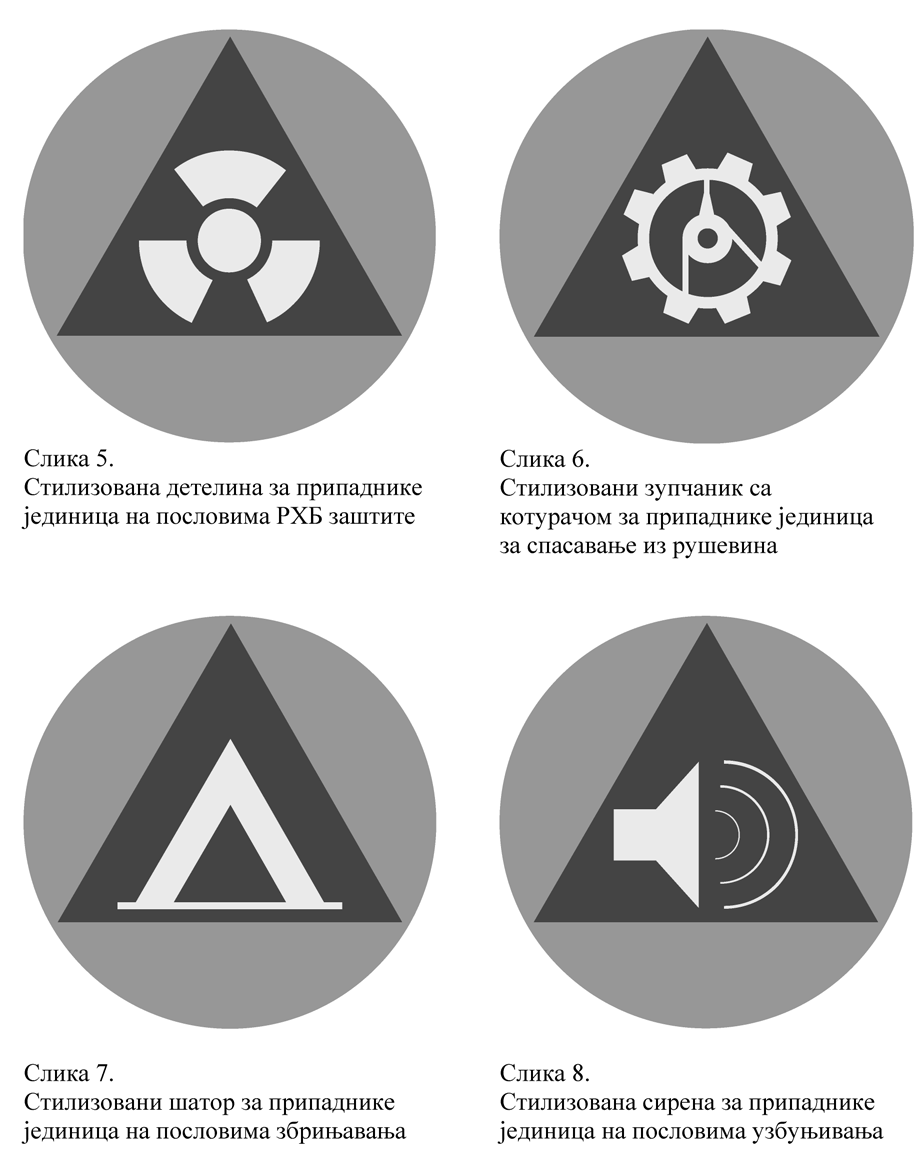 Слика 5.
Стилизована детелина за припаднике
јединица на пословима РХБ заштите
Слика 6.
Стилизовани зупчаник са
котурачом за припаднике јединица
за спасавање из рушевина
Слика 7.
Стилизовани шатор за припаднике
јединица на пословима збрињавања
Слика 8.
Стилизована сирена за припаднике
јединица на пословима узбуњивања